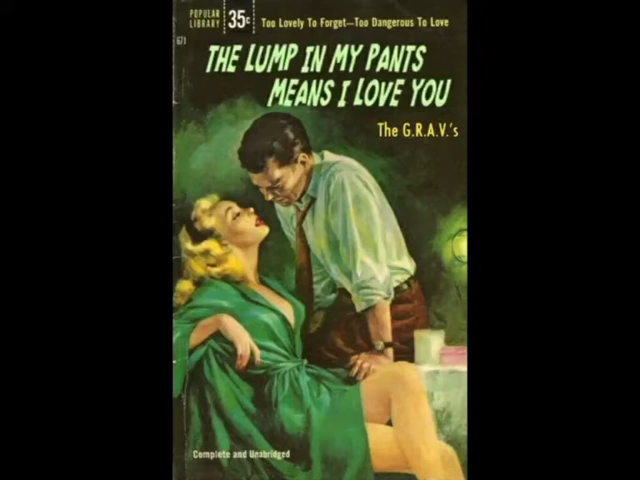 POPULAR
LIBRARY
35¢
Too Lovely To Forget—Too Dangerous To Love
671
THE LUMP IN MY PANTS
MEANS I LOVE YOU
The G.R.A.V.'s
Complete and Unabridged